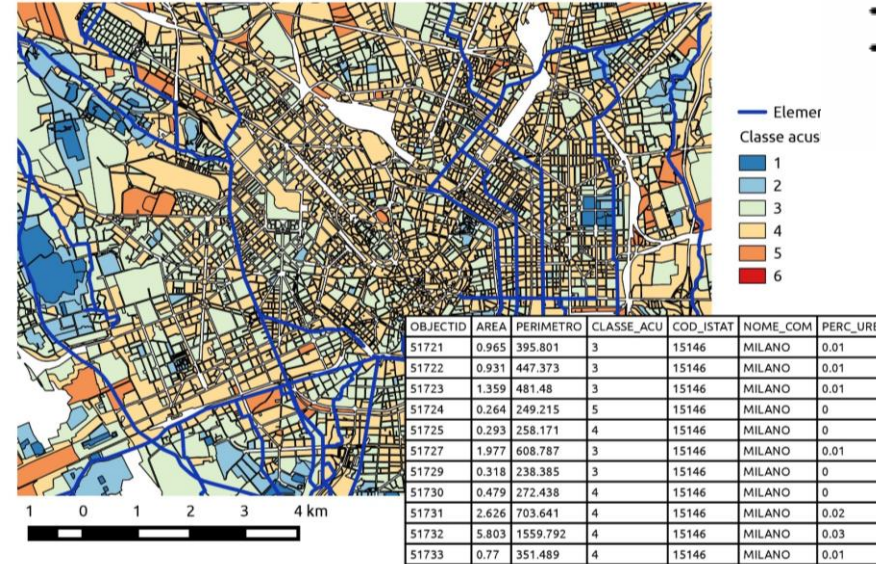 Elemer
Classe acus
1
2
3
4
5
6
OBJECTID AREA PERIMETRO CLASSE_ACU COD_ISTAT NOME_COM PERC_URB
51721 0.965 395.801 3 15146 MILANO 0.01
51722 0.931 447.373 3 15146 MILANO 0.01
51723 1.359 481.48 3 15146 MILANO 0.01
51724 0.264 249.215 5 15146 MILANO 0
51725 0.293 258.171 4 15146 MILANO 0
51727 1.977 608.787 3 15146 MILANO 0.01
51729 0.318 238.385 3 15146 MILANO 0
51730 0.479 272.438 4 15146 MILANO 0
51731 2.626 703.641 4 15146 MILANO 0.02
51732 5.803 1559.792 4 15146 MILANO 0.03
51733 0.77 351.489 4 15146 MILANO 0.01
1 0 1 2 3 4 km